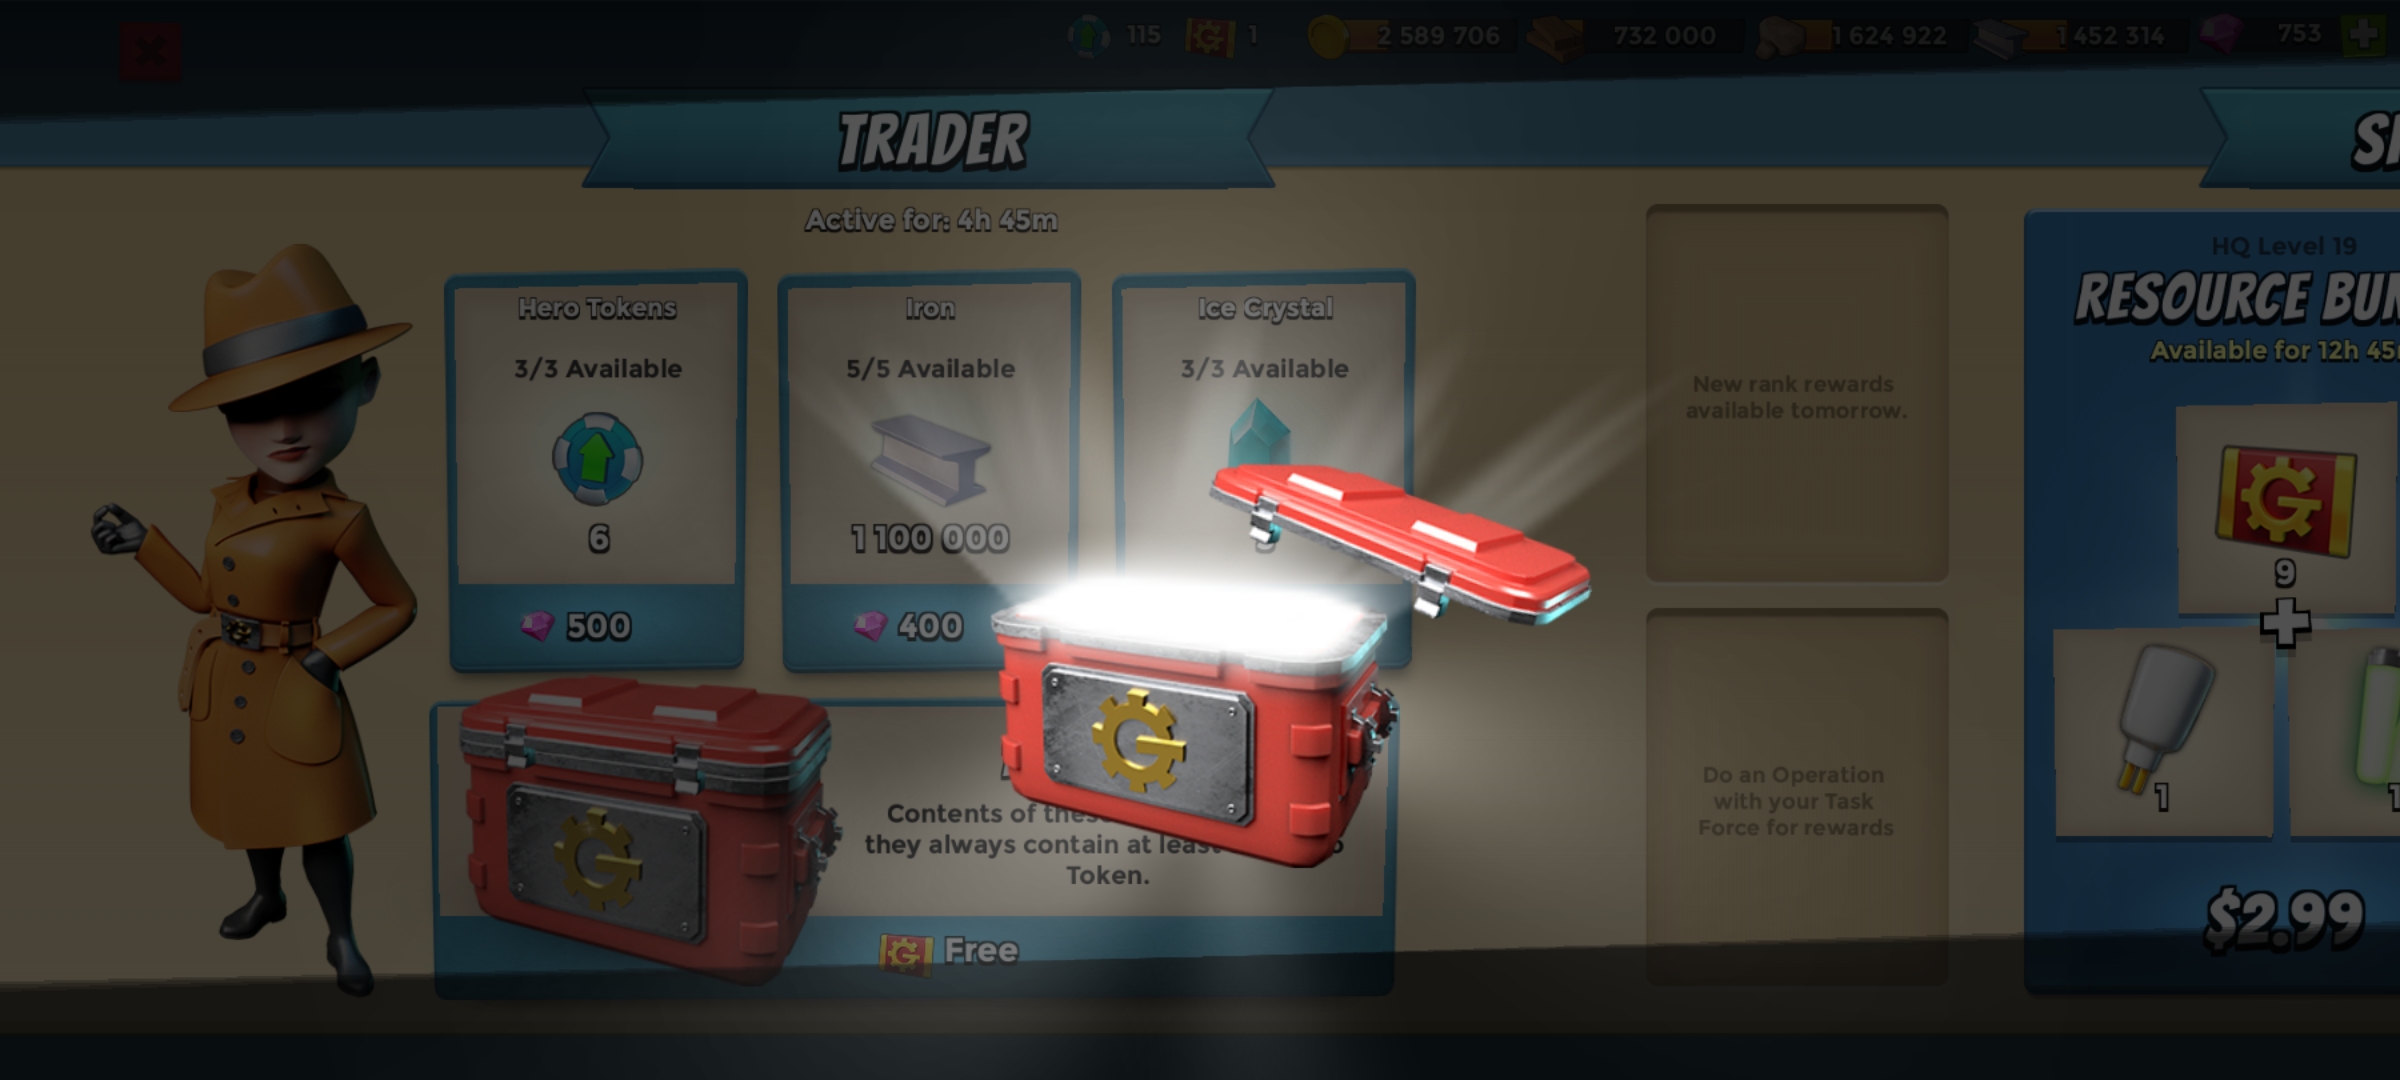 115 1 2 589 706 732 000 1 624 922 1 452 314 753
TRADER
Active for: 4h 45m
Hero Tokens
3/3 Available
6
500
Iron
5/5 Available
1 100 000
400
Ice Crystal
3/3 Available
Contents of
they always contain at least
Token.
Free
New rank rewards
available tomorrow.
Do an Operation
with your Task
Force for rewards
HQ Level 19
RESOURCE
Available for 12h
9
1
$2.99